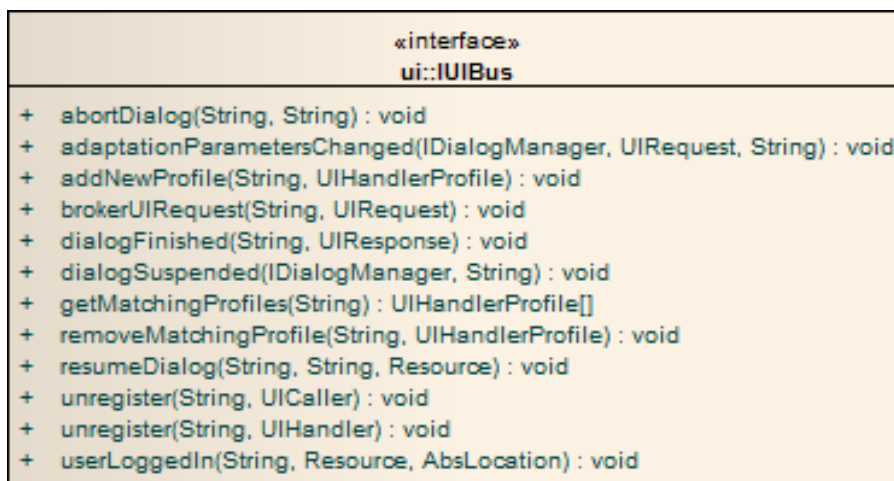 «interface»
ui::IUIBus
+ abortDialog(String, String) : void
+ adaptationParametersChanged(IDialogManager, UIRequest, String) : void
+ addNewProfile(String, UIHandlerProfile) : void
+ brokerUIRequest(String, UIRequest) : void
+ dialogFinished(String, UIResponse) : void
+ dialogSuspended(IDialogManager, String) : void
+ getMatchingProfiles(String) : UIHandlerProfile[]
+ removeMatchingProfile(String, UIHandlerProfile) : void
+ resumeDialog(String, String, Resource) : void
+ unregister(String, UICaller) : void
+ unregister(String, UIHandler) : void
+ userLoggedIn(String, Resource, AbsLocation) : void